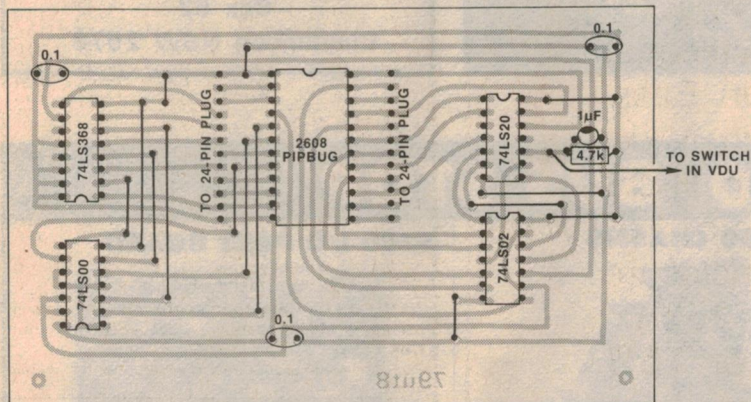 0.1
0.1
74LS368
TO 24-PIN PLUG
2608
PIPBUG
TO 24-PIN PLUG
74LS20
1µF
4.7k
TO SWITCH
IN VDU
74LS00
74LS02
0.1
79ut8